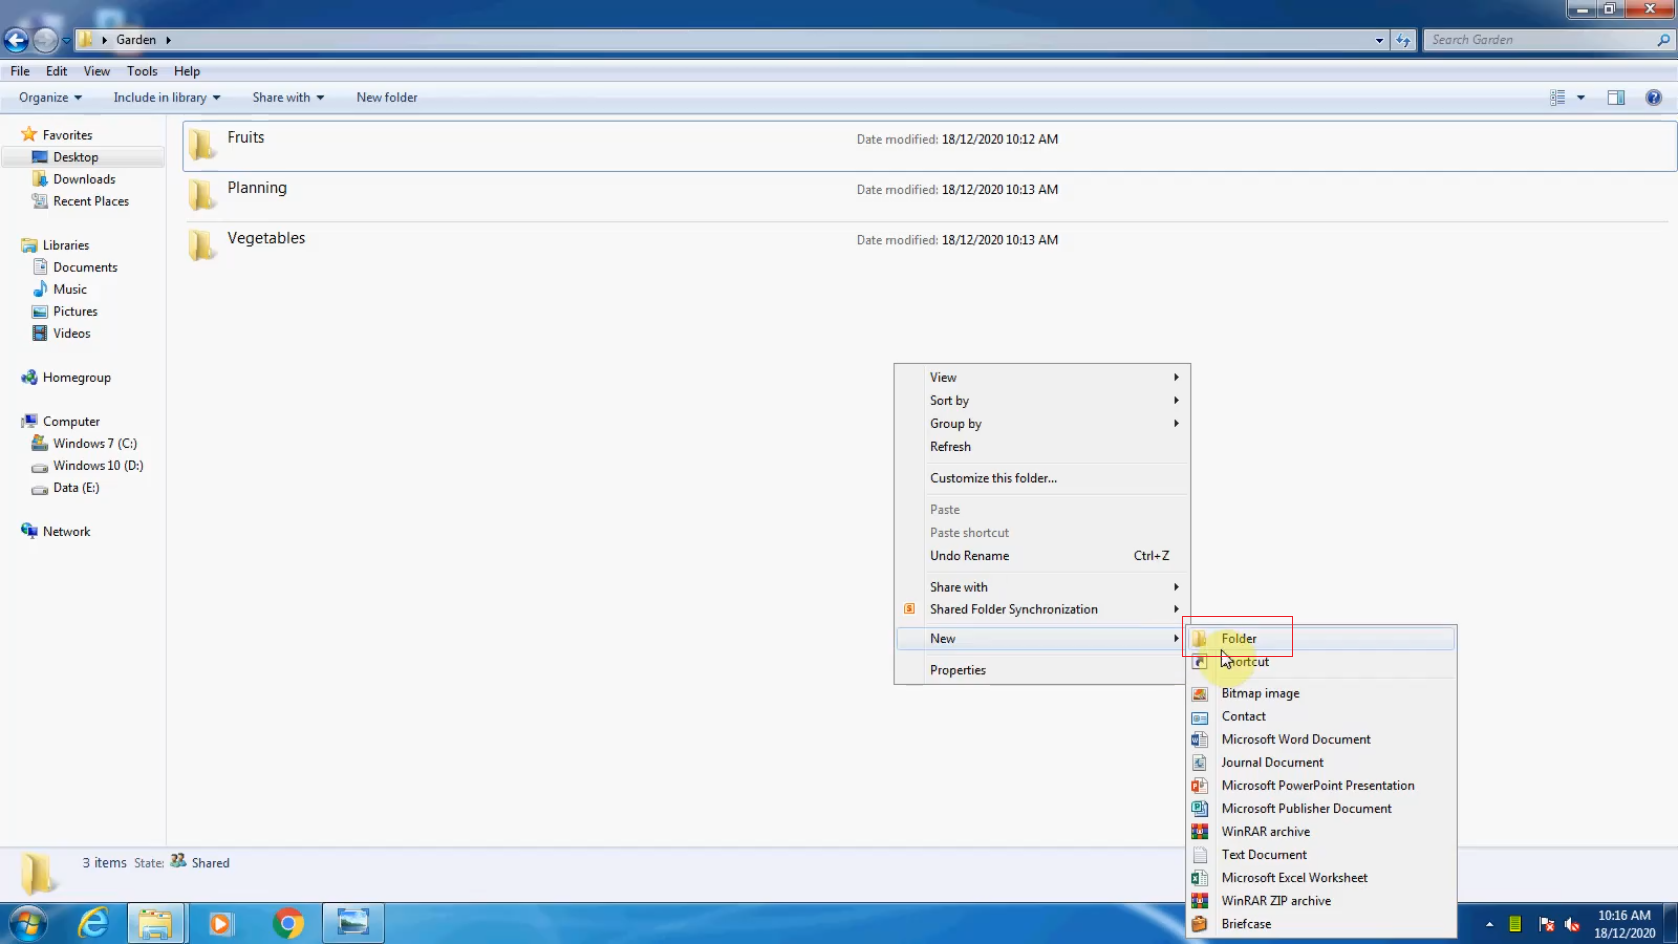 Garden
Search Garden
File Edit View Tools Help
Organize Include in library Share with New folder
Favorites
Desktop
Downloads
Recent Places
Libraries
Documents
Music
Pictures
Videos
Homegroup
Computer
Windows 7 (C:)
Windows 10 (D:)
Data (E:)
Network
Fruits Date modified: 18/12/2020 10:12 AM
Planning Date modified: 18/12/2020 10:13 AM
Vegetables Date modified: 18/12/2020 10:13 AM
View
Sort by
Group by
Refresh
Customize this folder...
Paste
Paste shortcut
Undo Rename Ctrl+Z
Share with
Shared Folder Synchronization
New
Properties
Folder
Shortcut
Bitmap image
Contact
Microsoft Word Document
Journal Document
Microsoft PowerPoint Presentation
Microsoft Publisher Document
WinRAR archive
Text Document
Microsoft Excel Worksheet
WinRAR ZIP archive
Briefcase
3 items State: Shared
10:16 AM
18/12/2020